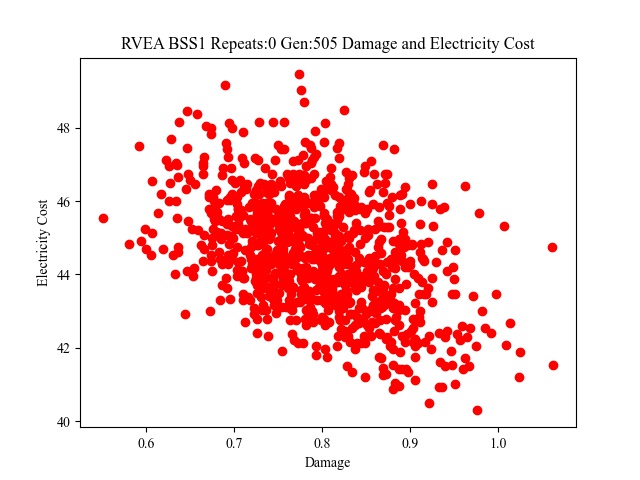 RVEA BSS1 Repeats:0 Gen:505 Damage and Electricity Cost
48
46
44
42
40
Electricity Cost
0.6 0.7 0.8 0.9 1.0
Damage